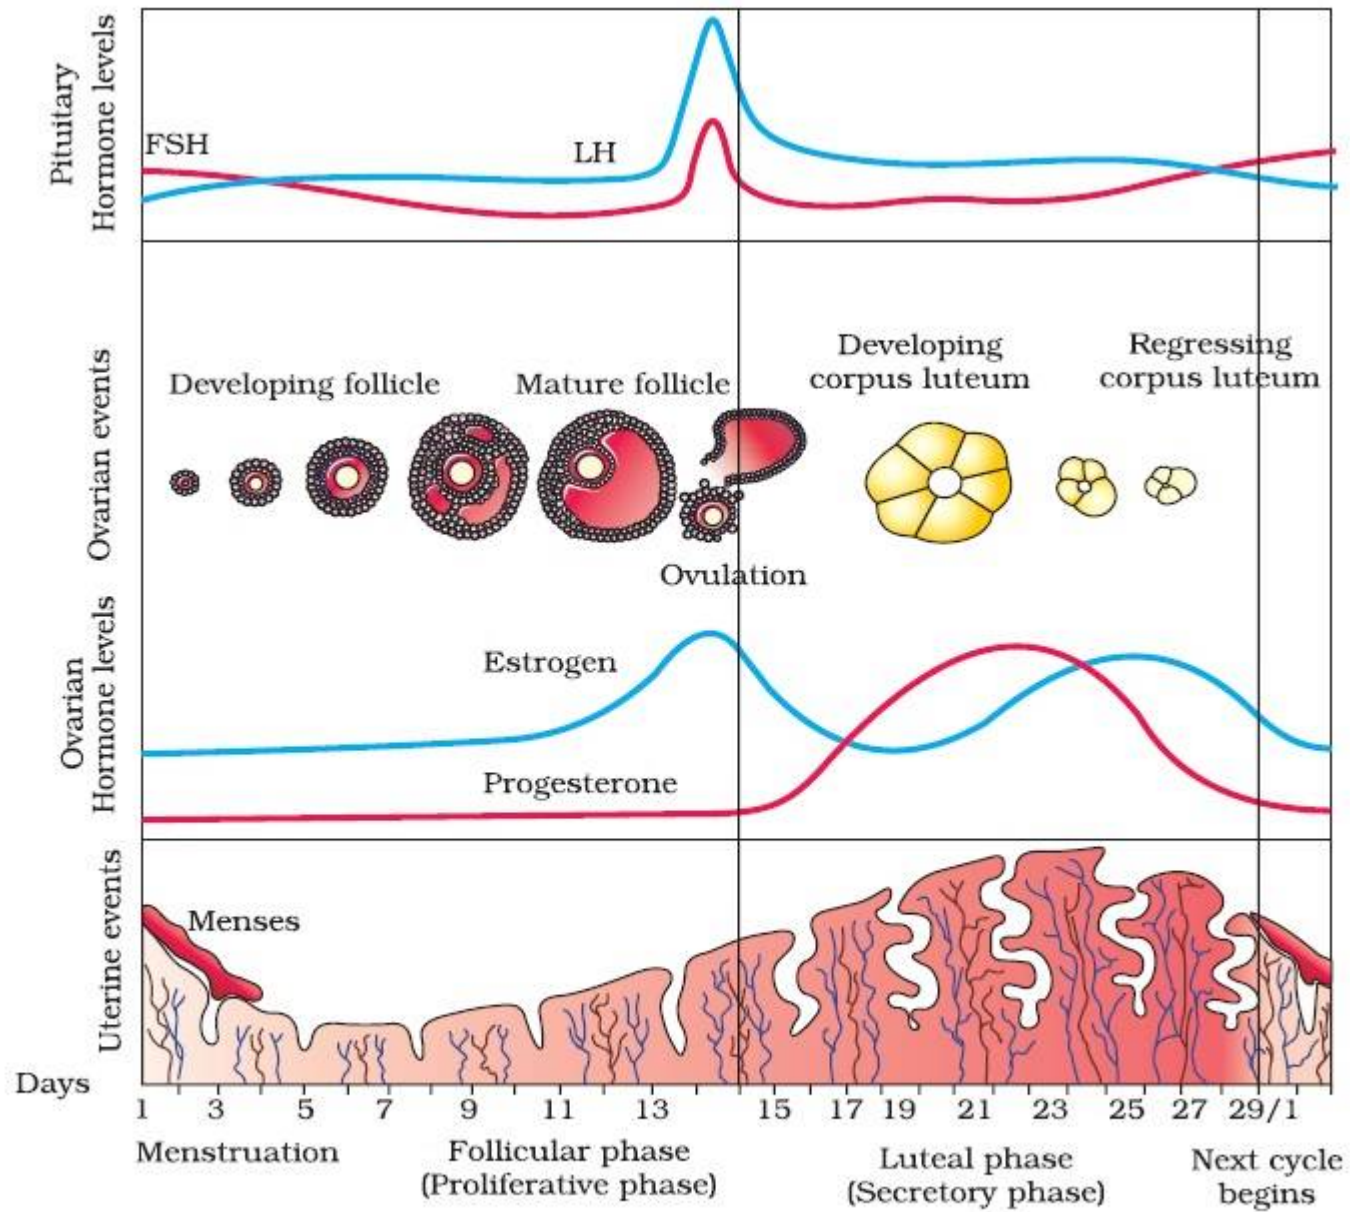 Pituitary
Hormone levels
FSH
LH
Ovarian events
Developing follicle
Mature follicle
Developing
corpus luteum
Regressing
corpus luteum
Ovulation
Ovarian
Hormone levels
Estrogen
Progesterone
Uterine events
Menses
Days
1 3 5 7 9 11 13 15 17 19 21 23 25 27 29/1
Menstruation
Follicular phase
(Proliferative phase)
Luteal phase
(Secretory phase)
Next cycle
begins